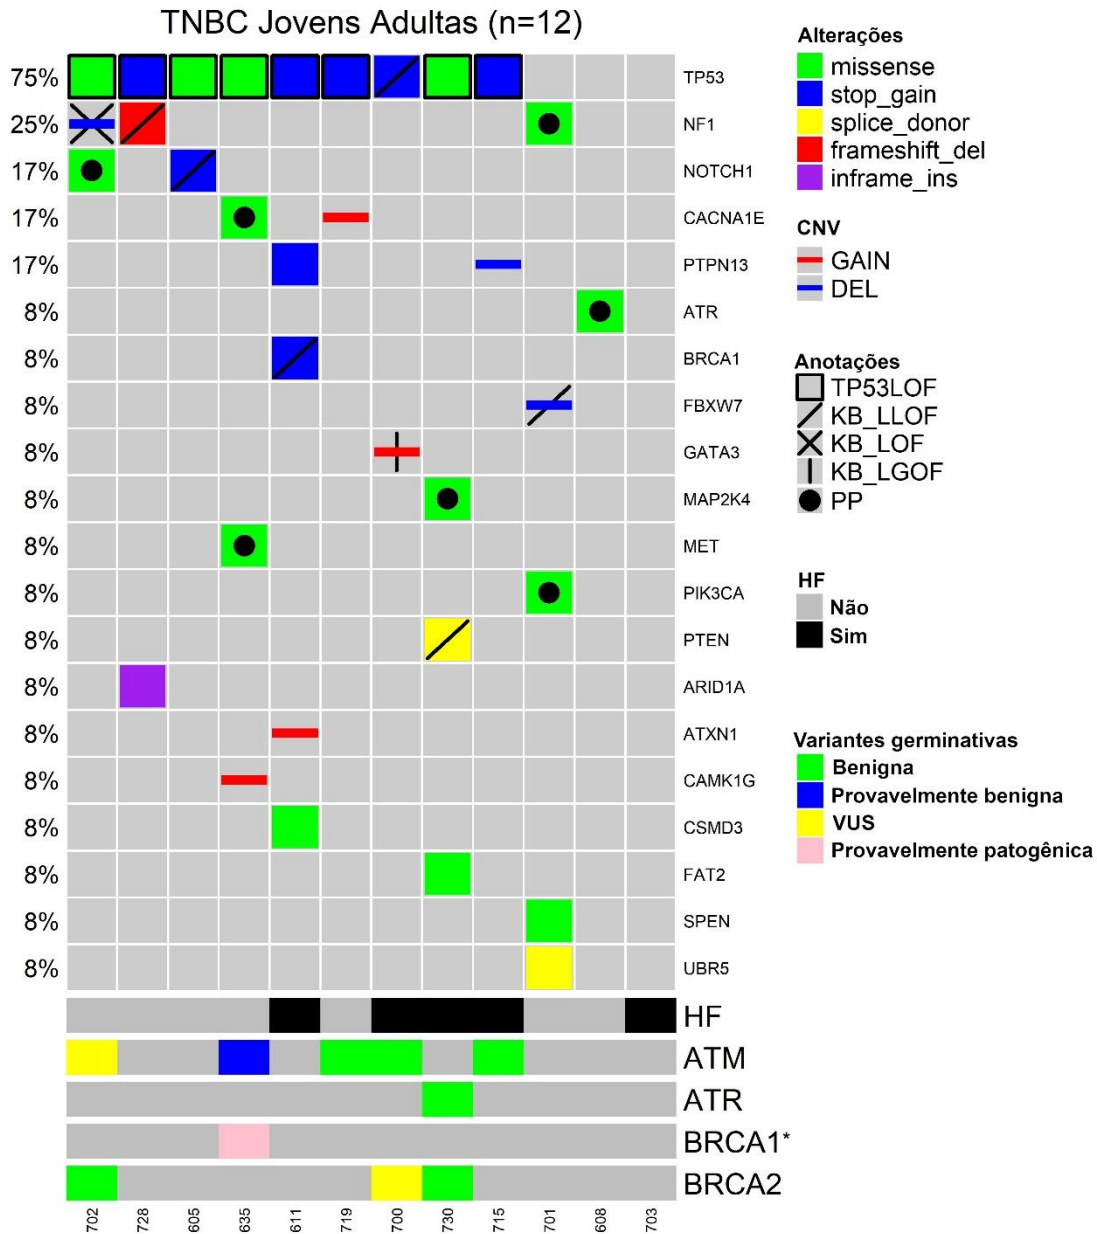 TNBC Jovens Adultas (n=12)
75% TP53
25% NF1
17% NOTCH1
17% CACNA1E
17% PTPN13
8% ATR
8% BRCA1
8% FBXW7
8% GATA3
8% MAP2K4
8% MET
8% PIK3CA
8% PTEN
8% ARID1A
8% ATXN1
8% CAMK1G
8% CSMD3
8% FAT2
8% SPEN
8% UBR5
HF
ATM
ATR
BRCA1*
BRCA2
702 728 605 635 611 719 700 730 715 701 608 703
Alterações
missense
stop_gain
splice_donor
frameshift_del
inframe_ins
CNV
GAIN
DEL
Anotações
TP53LOF
KB_LLOF
KB_LOF
KB_LGOF
PP
HF
Não
Sim
Variantes germinativas
Benigna
Provavelmente benigna
VUS
Provavelmente patogênica